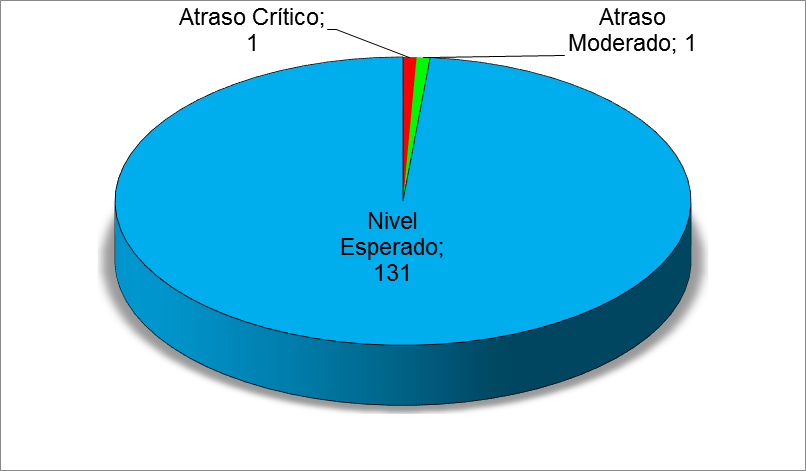 Atraso Crítico;
1
Atraso
Moderado; 1
Nivel
Esperado;
131